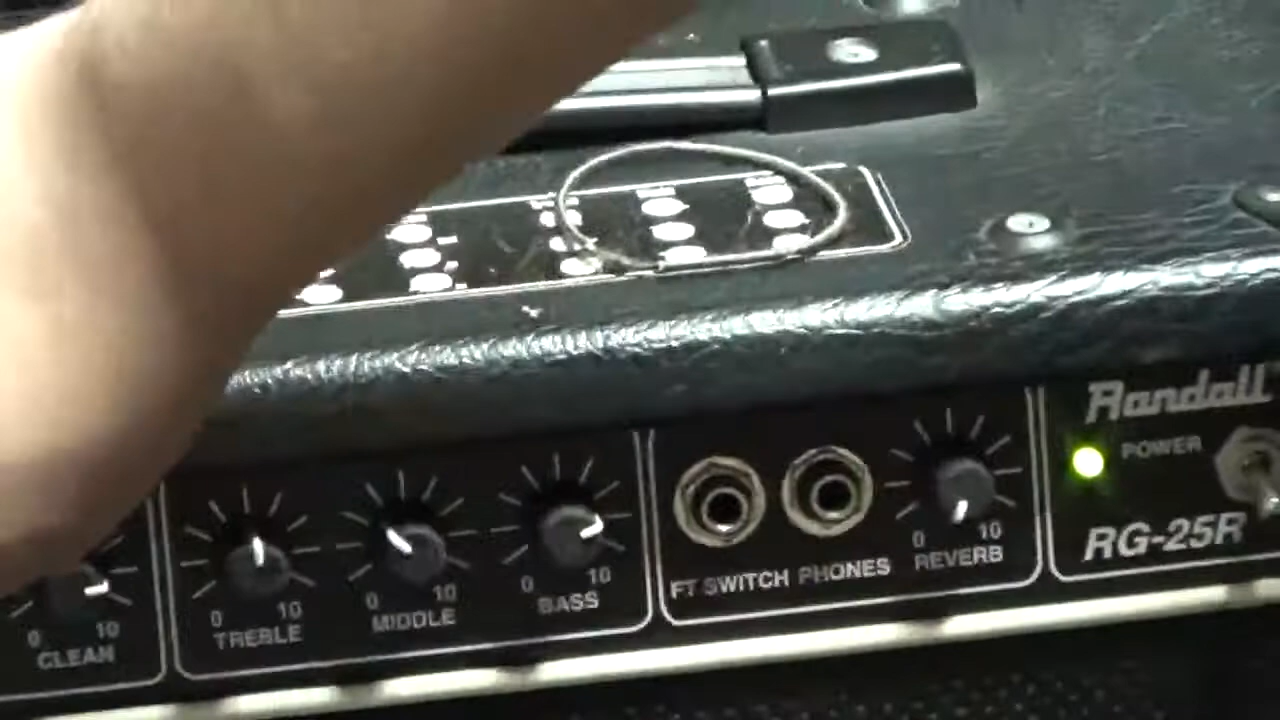 Randall
POWER
RG-25R
0 10
REVERB
FT SWITCH PHONES
0 10
BASS
0 10
MIDDLE
0 10
TREBLE
0 10
CLEAN